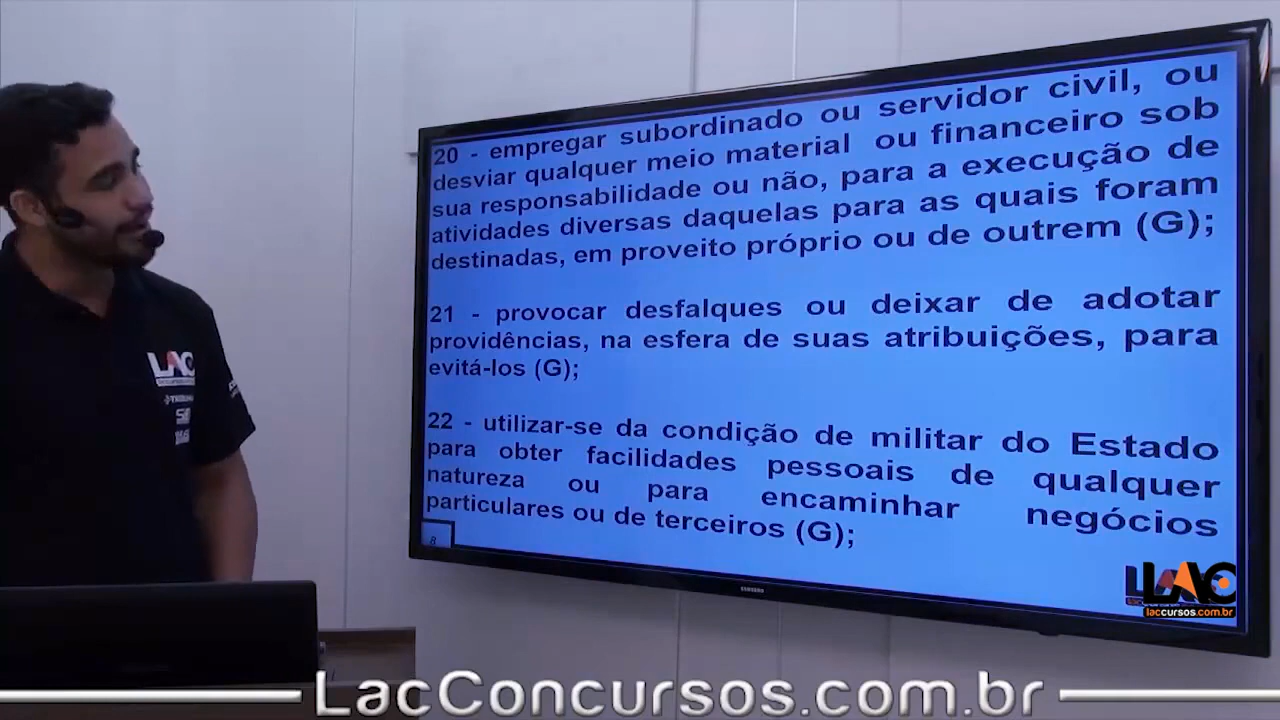 20 - empregar subordinado ou servidor civil, ou
desviar qualquer meio material ou financeiro sob
sua responsabilidade ou não, para a execução de
atividades diversas daquelas para as quais foram
destinadas, em proveito próprio ou de outrem (G);
21 - provocar desfalques ou deixar de adotar
providências, na esfera de suas atribuições, para
evitá-los (G);
22 - utilizar-se da condição de militar do Estado
para obter facilidades pessoais de qualquer
natureza ou para encaminhar negócios
particulares ou de terceiros (G);
8
SAMSUNG
LAC
LAC
laccursos.com.br
LacConcursos.com.br